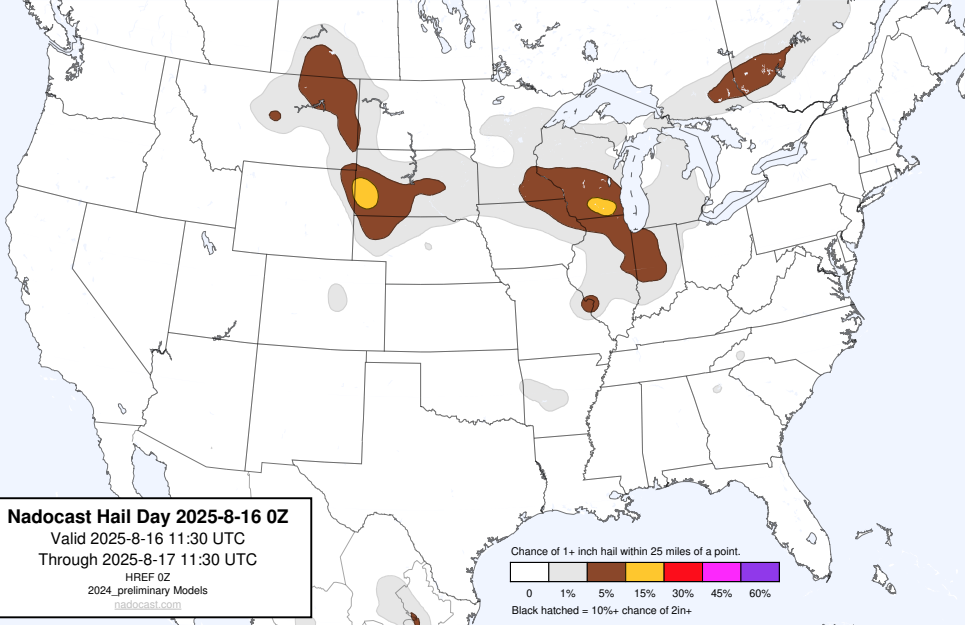 Nadocast Hail Day 2025-8-16 0Z
Valid 2025-8-16 11:30 UTC
Through 2025-8-17 11:30 UTC
HREF 0Z
2024_preliminary Models
nadocast.com
Chance of 1+ inch hail within 25 miles of a point.
0 1% 5% 15% 30% 45% 60%
Black hatched = 10%+ chance of 2in+